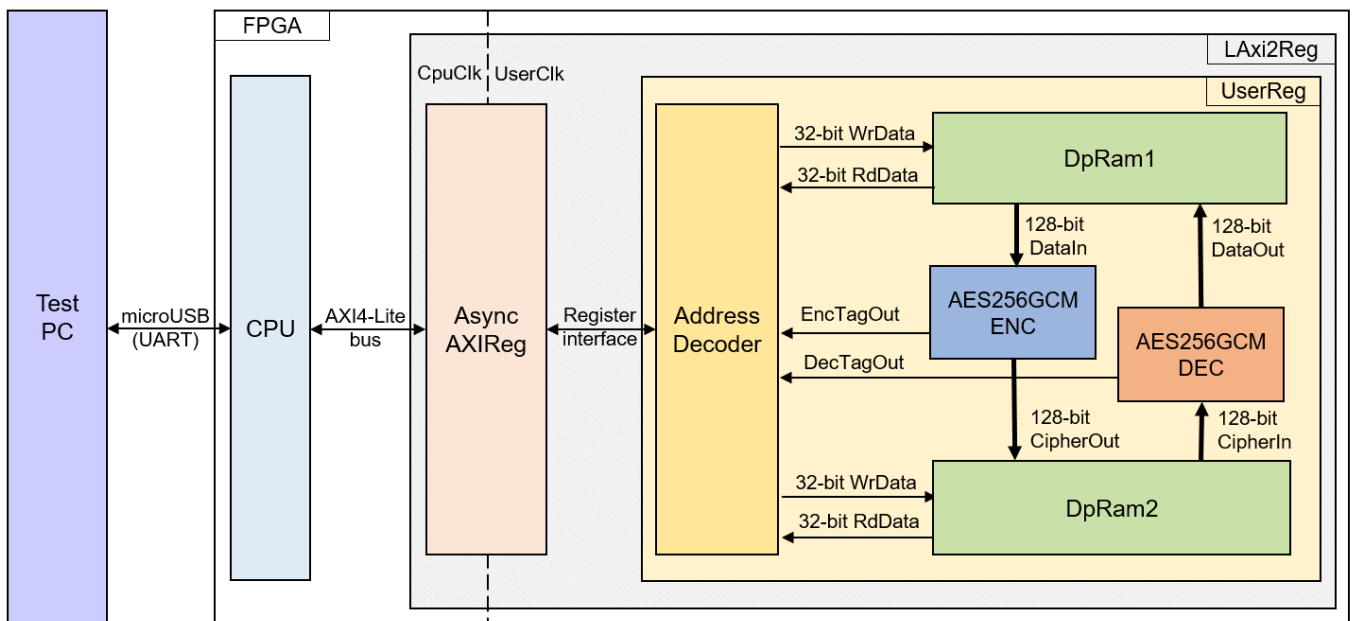 FPGA
LAxi2Reg
CpuClk
UserClk
UserReg
32-bit WrData
DpRam1
32-bit RdData
128-bit
DataIn
128-bit
DataOut
Test
PC
microUSB
(UART)
CPU
AXI4-Lite
bus
Async
AXIReg
Register
interface
Address
Decoder
EncTagOut
AES256GCM
ENC
DecTagOut
AES256GCM
DEC
128-bit
CipherOut
128-bit
CipherIn
32-bit WrData
DpRam2
32-bit RdData